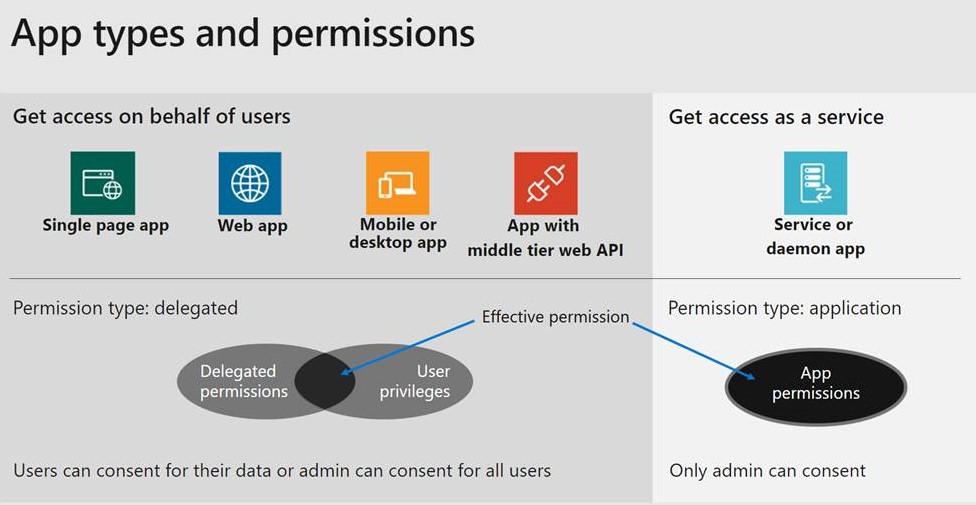 App types and permissions
Get access on behalf of users
Get access as a service
Single page app
Web app
Mobile or
desktop app
App with
middle tier web API
Service or
daemon app
Permission type: delegated
Effective permission
Permission type: application
Delegated
permissions
User
privileges
App
permissions
Users can consent for their data or admin can consent for all users
Only admin can consent